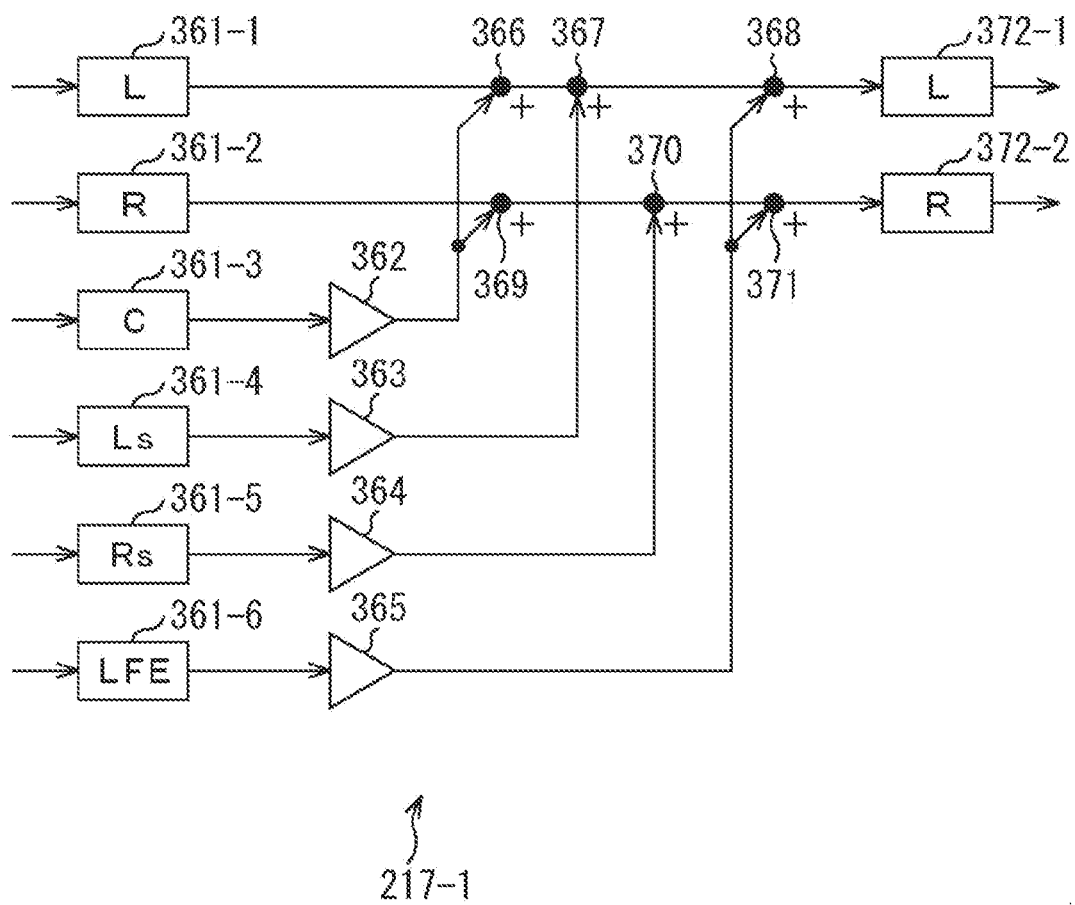 361-1 366 367 368 372-1
L + + + L
361-2 370 372-2
R + + + R
361-3 362 369 371
C
361-4 363
Ls
361-5 364
Rs
361-6 365
LFE
217-1